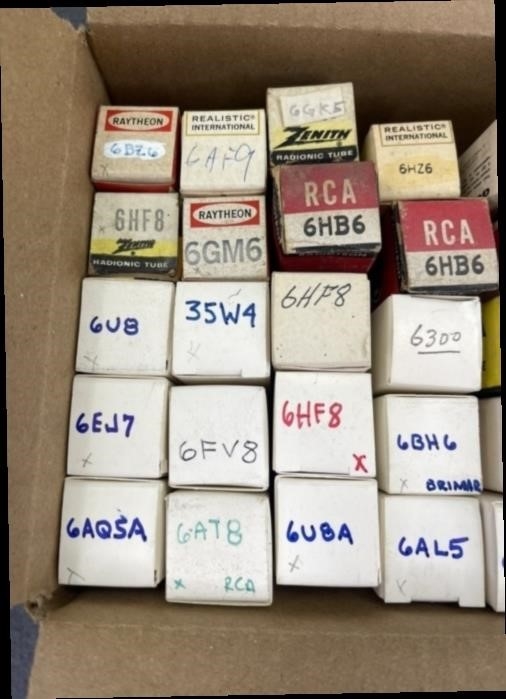 RAYTHEON
6BZ6
x
REALISTIC®
INTERNATIONAL
6AF9
6GK5
ZENITH
RADIONIC TUBE
REALISTIC®
INTERNATIONAL
6HZ6
6HF8
Zenith
RADIONIC TUBE
RAYTHEON
6GM6
RCA
6HB6
RCA
6HB6
6U8
x
35W4
x
6HF8
6300
6EJ7
x
6FV8
6HF8
x
6BH6
x BRIMAR
6AQ5A
x
6AT8
x RCA
6U8A
x
6AL5
x